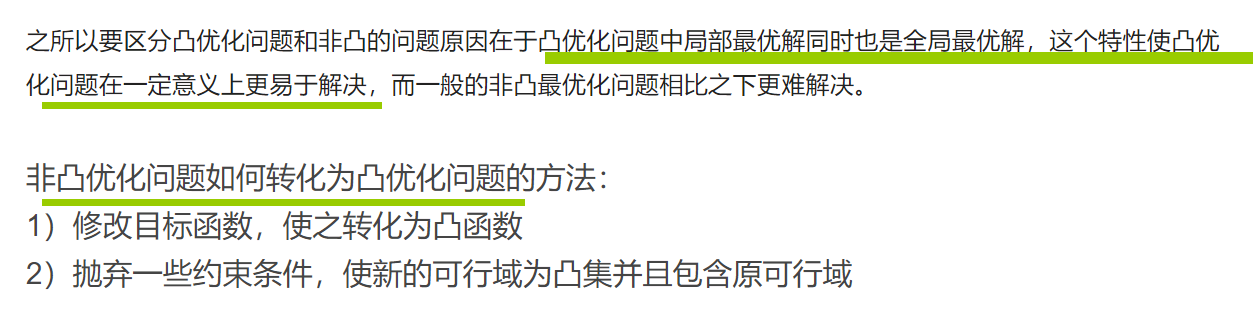 之所以要区分凸优化问题和非凸的问题原因在于凸优化问题中局部最优解同时也是全局最优解，这个特性使凸优
化问题在一定意义上更易于解决，而一般的非凸最优化问题相比之下更难解决。
非凸优化问题如何转化为凸优化问题的方法：
1）修改目标函数，使之转化为凸函数
2）抛弃一些约束条件，使新的可行域为凸集并且包含原可行域